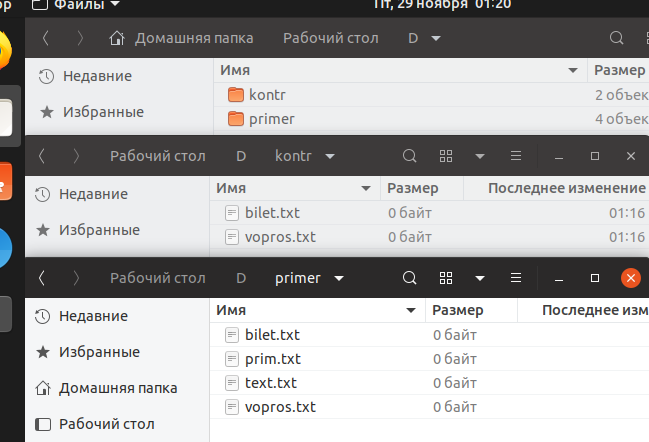 Файлы Пт, 29 ноября 01:20
Домашняя папка Рабочий стол D
Недавние
Избранные
Имя Размер
kontr 2 объек
primer 4 объек
Рабочий стол D kontr
Недавние
Избранные
Имя Размер Последнее изменение
bilet.txt 0 байт 01:16
vopros.txt 0 байт 01:16
Рабочий стол D primer
Недавние
Избранные
Домашняя папка
Рабочий стол
Имя Размер Последнее изм
bilet.txt 0 байт
prim.txt 0 байт
text.txt 0 байт
vopros.txt 0 байт